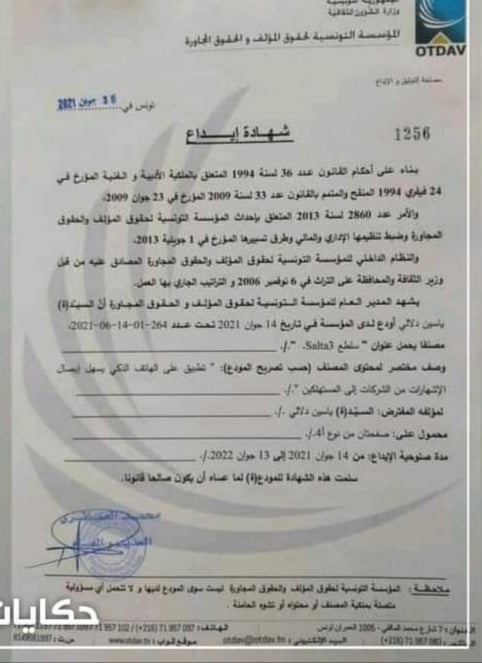 وزارة الشؤون الثقافية
المؤسسة التونسية لحقوق المؤلف و الحقوق المجاورة
OTDAV
مصلحة التوثيق و الإيداع
تونس في 30 جوان 2021
شهادة إيداع
1256
بناء على أحكام القانون عدد 36 لسنة 1994 المتعلق بالملكية الأدبية و الفنية المؤرخ في
24 فيفري 1994 المنقح والمتمم بالقانون عدد 33 لسنة 2009 المؤرخ في 23 جوان 2009،
والأمر عدد 2860 لسنة 2013 المتعلق بإحداث المؤسسة التونسية لحقوق المؤلف والحقوق
المجاورة وضبط تنظيمها الإداري والمالي وطرق تسييرها المؤرخ في 1 جويلية 2013،
والنظام الداخلي للمؤسسة التونسية لحقوق المؤلف والحقوق المجاورة المصادق عليه من قبل
وزير الثقافة والمحافظة على التراث في 6 نوفمبر 2006 و التراتيب الجاري بها العمل.
يشهد المدير العام للمؤسسة التونسية لحقوق المؤلف و الحقوق المجاورة أن السيد(ة)
ياسين دلالي أودع لدى المؤسسة في تاريخ 14 جوان 2021 تحت عدد 264-01-14-06-2021،
مصنفا يحمل عنوان " سلطع Salta3، "./.
وصف مختصر لمحتوى المصنف (حسب تصريح المودع): " تطبيق على الهاتف الذكي يسهل إيصال
الإشهارات من الشركات إلى المستهلكين "./.
لمؤلفه المفترض: السيد(ة) ياسين دلالي ./.
محمول على: صفحتان من نوع أ4./.
مدة صلوحية الإيداع: من 14 جوان 2021 إلى 13 جوان 2022./.
سلمت هذه الشهادة للمودع(ة) لما عساه أن يكون صالحا قانونا.
محمد
المدير العام
ملاحظة : المؤسسة التونسية لحقوق المؤلف والحقوق المجاورة ليست سوى المودع لديها و لا تتحمل أي مسؤولية
متصلة بملكية المصنف أو محتواه أو تشوه الحاملة .
حكايات
العنوان : 7 شارع محمد المالقي - 1005 العمران تونس
الهاتف : 097 957 71 (216+) / 102 957 71
(+216) 71 957 083
البريد الإلكتروني : otdav@otdav.tn
موقع الواب : www.otdav.tn